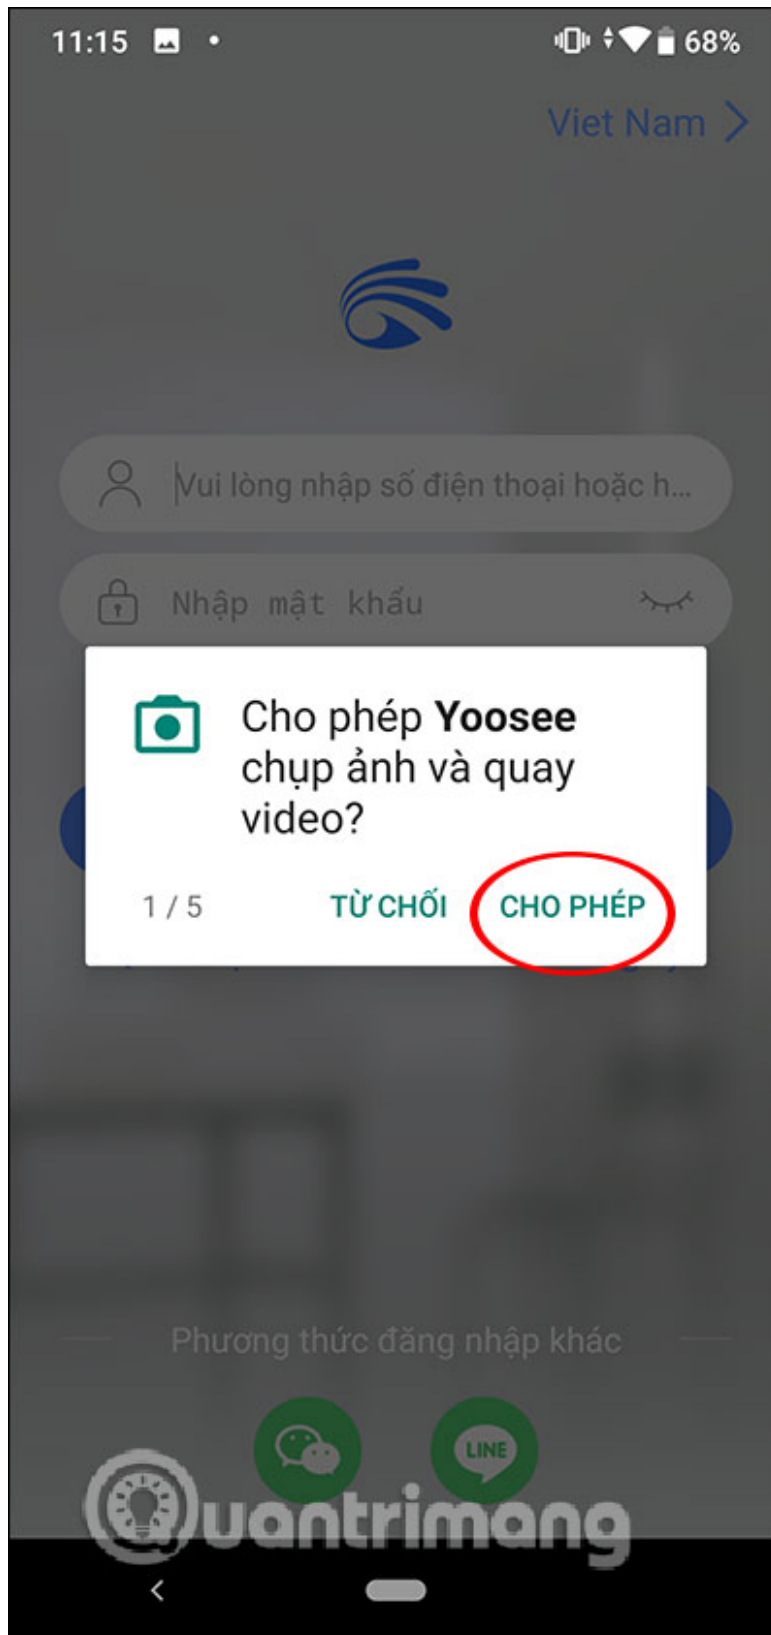 11:15
68%
Viet Nam
Vui lòng nhập số điện thoại hoặc h...
Nhập mật khẩu
Cho phép Yoosee
chụp ảnh và quay
video?
1 / 5 TỪ CHỐI CHO PHÉP
Phương thức đăng nhập khác
LINE
Quantrimang